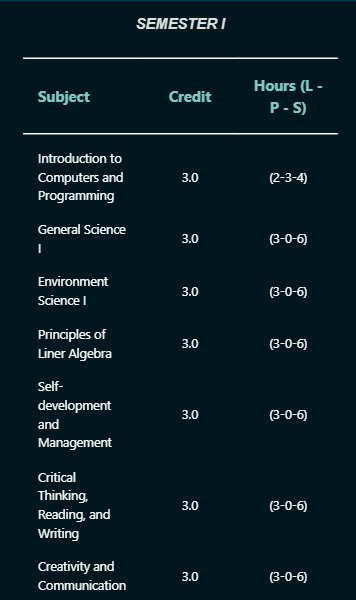 SEMESTER I
Subject Credit Hours (L -
P - S)
Introduction to
Computers and
Programming 3.0 (2-3-4)
General Science
I 3.0 (3-0-6)
Environment
Science I 3.0 (3-0-6)
Principles of
Liner Algebra 3.0 (3-0-6)
Self-
development
and
Management 3.0 (3-0-6)
Critical
Thinking,
Reading, and
Writing 3.0 (3-0-6)
Creativity and
Communication 3.0 (3-0-6)